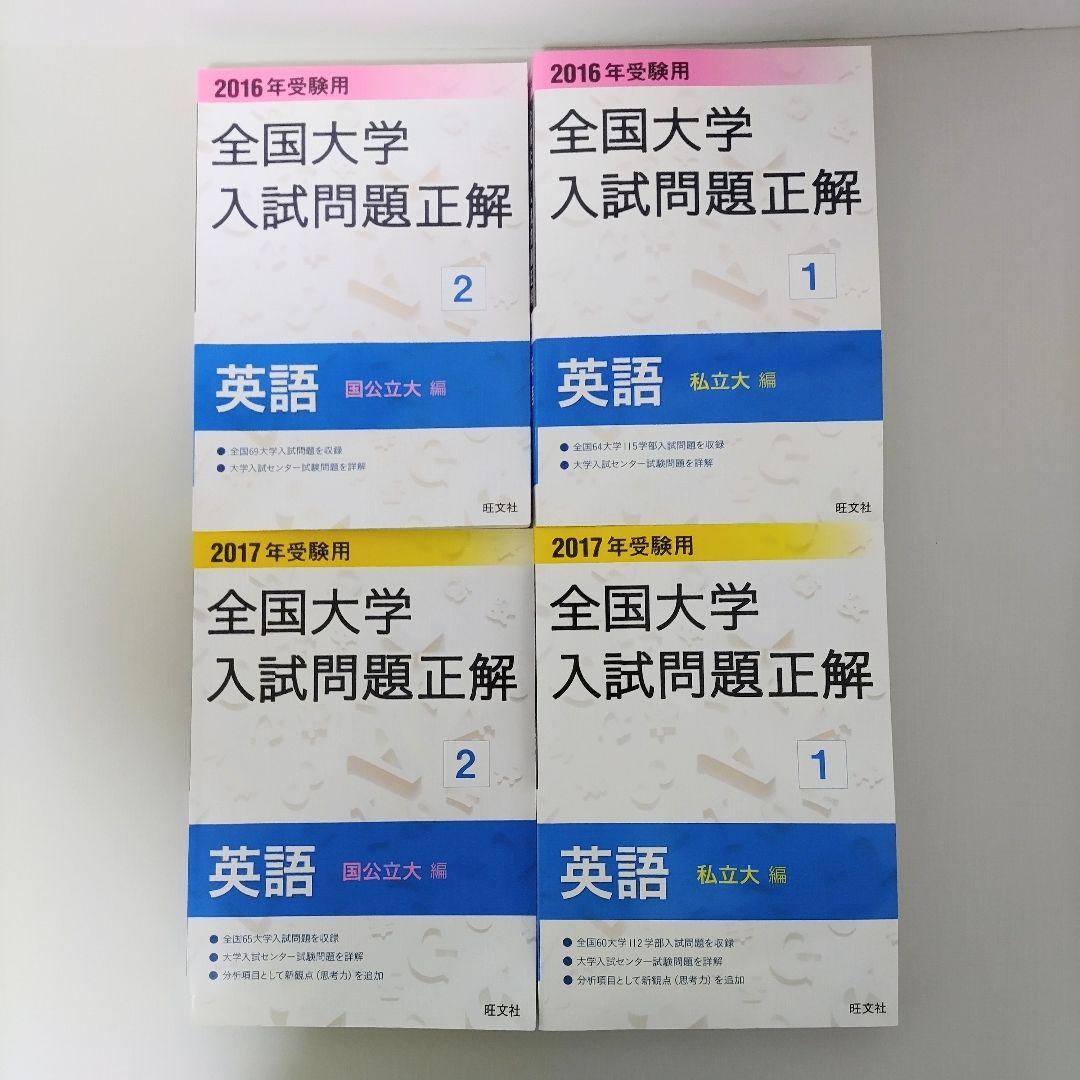 2016年受験用
全国大学
入試問題正解
2
英語 国公立大 編
● 全国69大学入試問題を収録
● 大学入試センター試験問題を詳解
旺文社
2016年受験用
全国大学
入試問題正解
1
英語 私立大 編
● 全国64大学115学部入試問題を収録
● 大学入試センター試験問題を詳解
旺文社
2017年受験用
全国大学
入試問題正解
2
英語 国公立大 編
● 全国65大学入試問題を収録
● 大学入試センター試験問題を詳解
● 分析項目として新観点(思考力)を追加
旺文社
2017年受験用
全国大学
入試問題正解
1
英語 私立大 編
● 全国60大学112学部入試問題を収録
● 大学入試センター試験問題を詳解
● 分析項目として新観点(思考力)を追加
旺文社